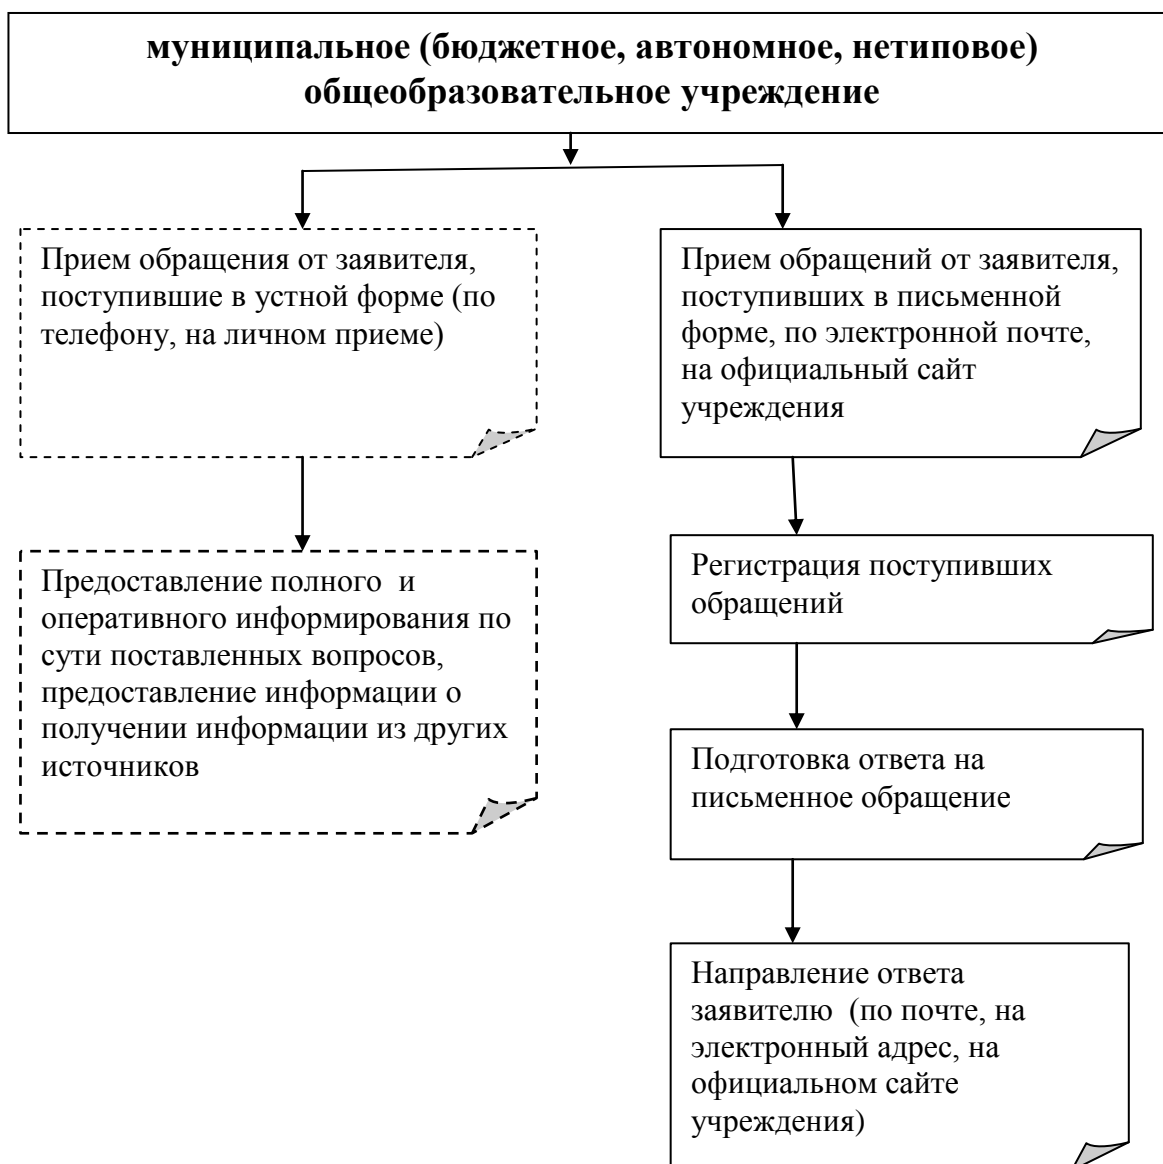 муниципальное (бюджетное, автономное, нетиповое)
общеобразовательное учреждение
Прием обращения от заявителя,
поступившие в устной форме (по
телефону, на личном приеме)
Прием обращений от заявителя,
поступивших в письменной
форме, по электронной почте,
на официальный сайт
учреждения
Предоставление полного и
оперативного информирования по
сути поставленных вопросов,
предоставление информации о
получении информации из других
источников
Регистрация поступивших
обращений
Подготовка ответа на
письменное обращение
Направление ответа
заявителю (по почте, на
электронный адрес, на
официальном сайте
учреждения)